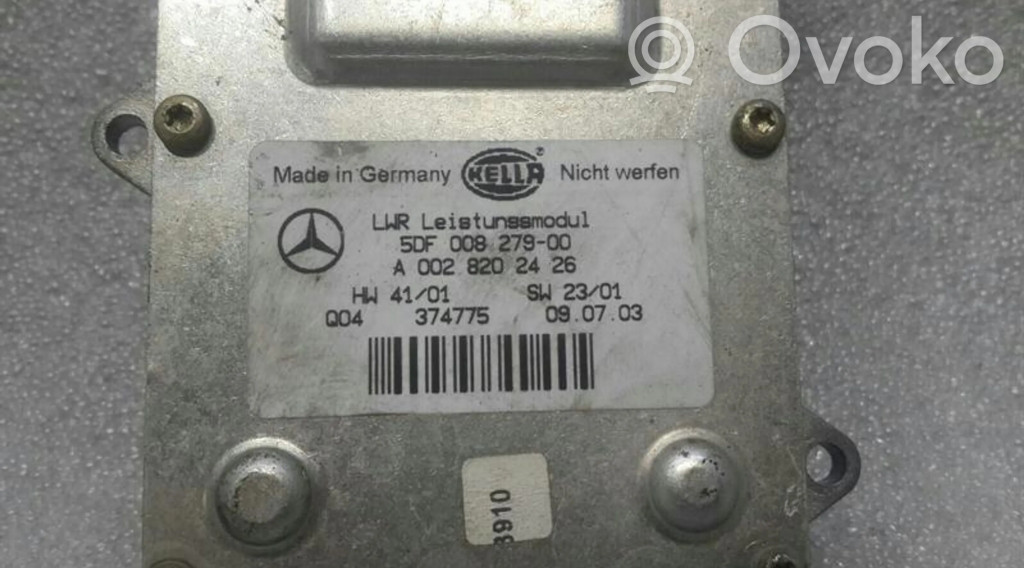 Ovoko
R
Made in Germany HELLA ® Nicht werfen
LWR Leistunssmodul
5DF 008 279-00
A 002 820 24 26
HW 41/01 SW 23/01
Q04 374775 09.07.03
3910